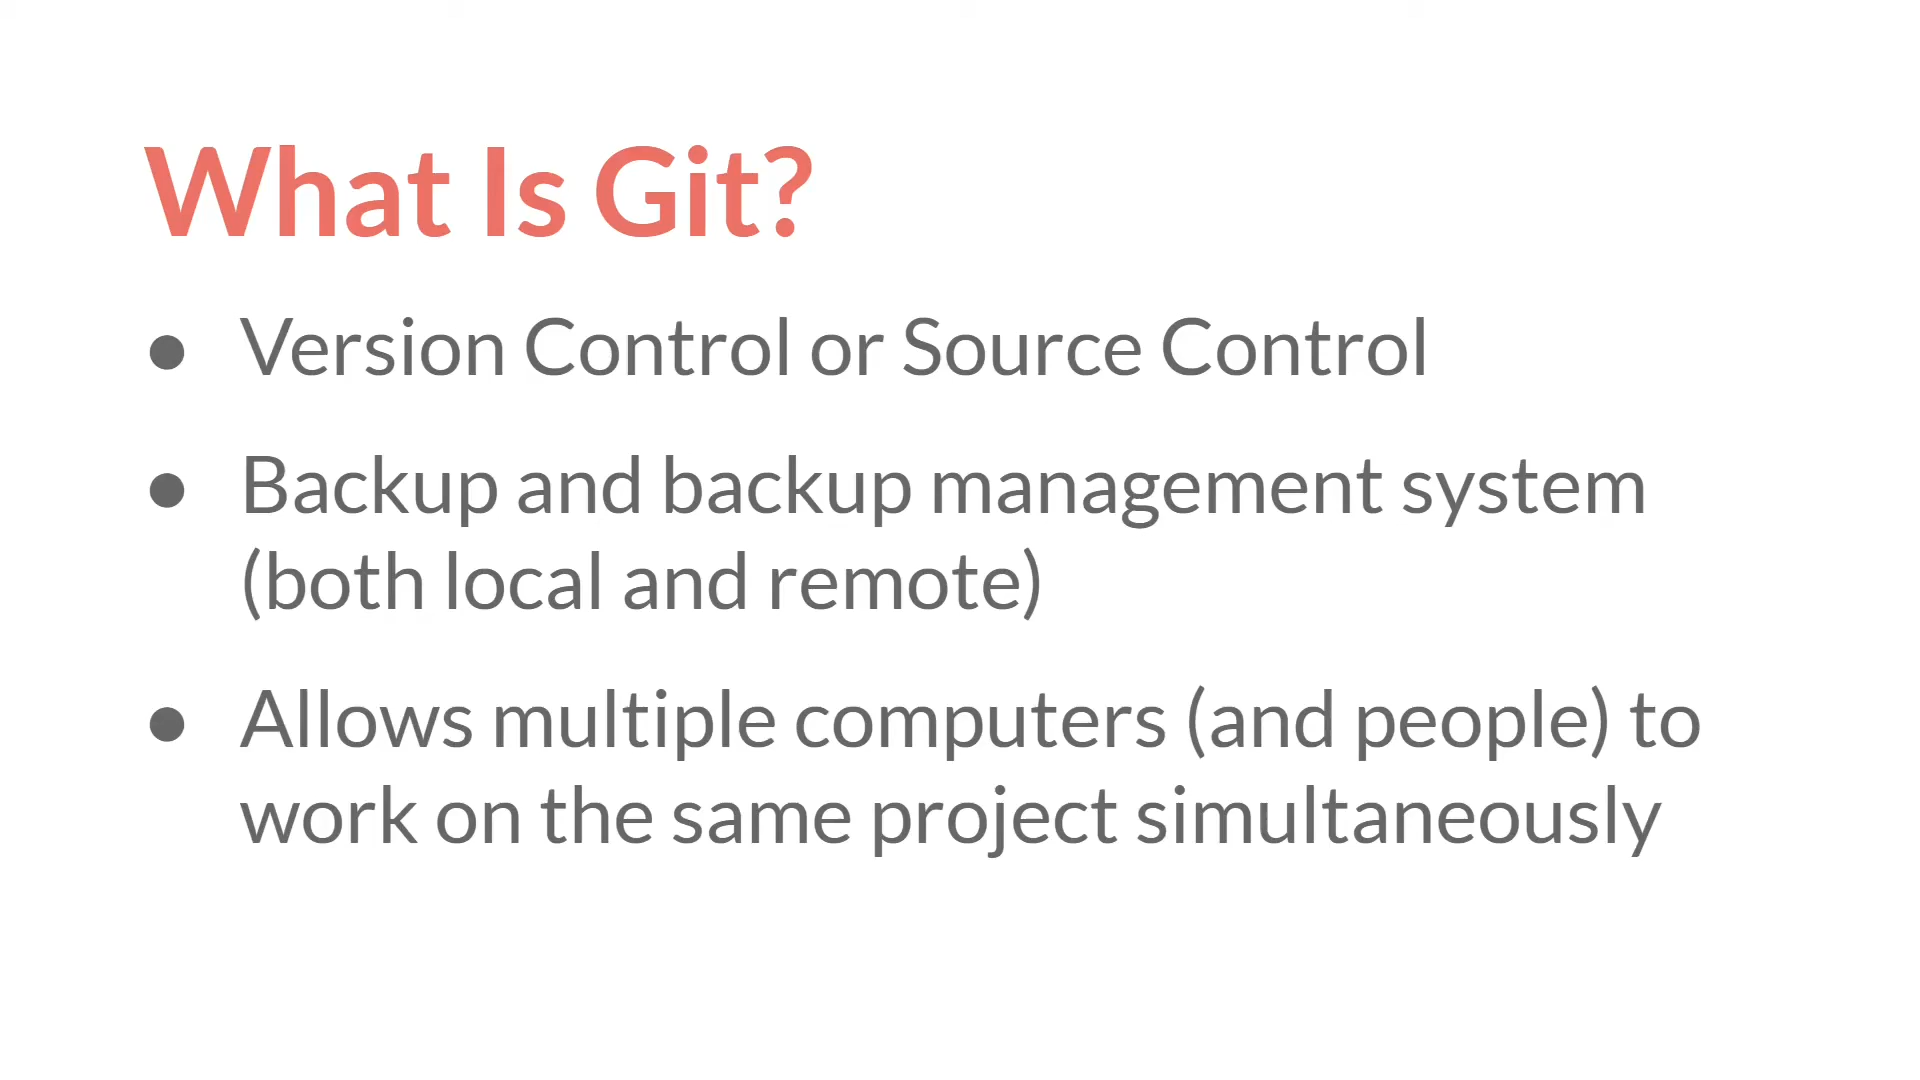 What Is Git?
● Version Control or Source Control
● Backup and backup management system
(both local and remote)
● Allows multiple computers (and people) to
work on the same project simultaneously